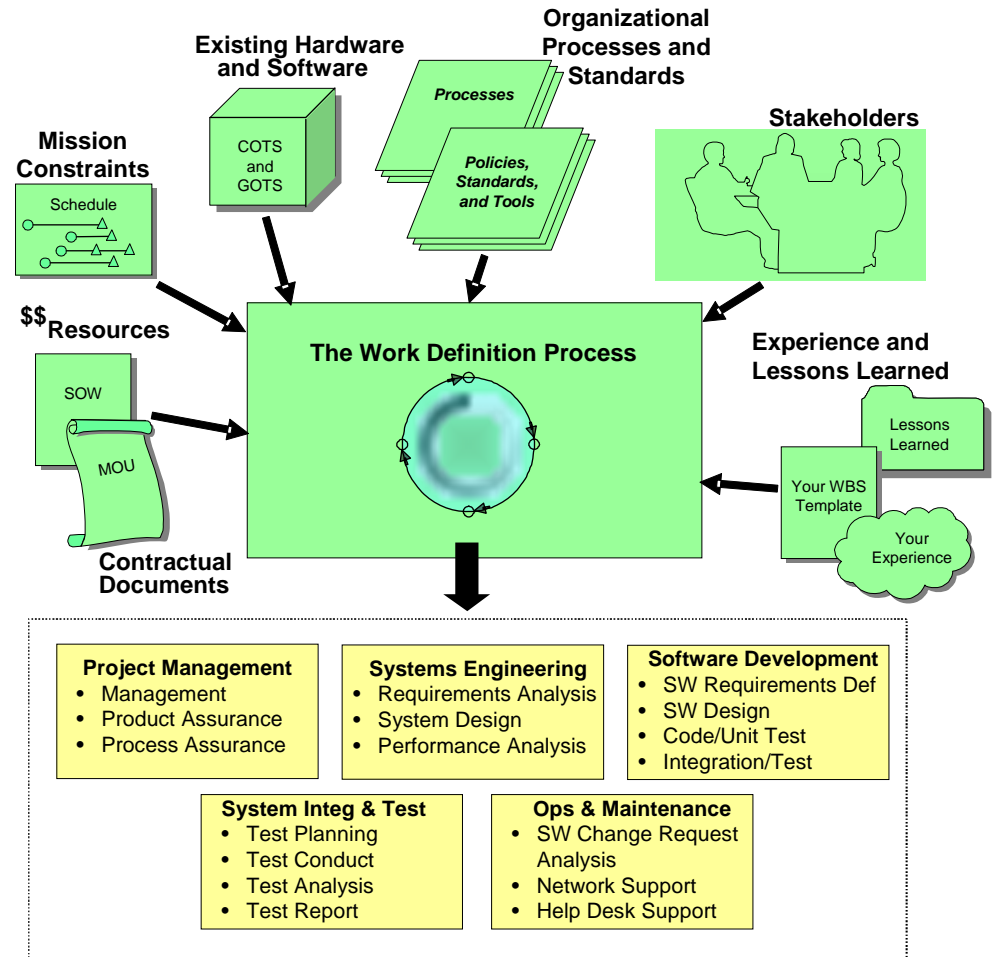 Organizational
Processes and
Standards
Existing Hardware
and Software
Processes
Stakeholders
Mission
Constraints
COTS
and
GOTS
Policies,
Standards,
and Tools
Schedule
$$Resources
The Work Definition Process
Experience and
Lessons Learned
SOW
MOU
Lessons
Learned
Your WBS
Template
Your
Experience
Contractual
Documents
Project Management
• Management
• Product Assurance
• Process Assurance
Systems Engineering
• Requirements Analysis
• System Design
• Performance Analysis
Software Development
• SW Requirements Def
• SW Design
• Code/Unit Test
• Integration/Test
System Integ & Test
• Test Planning
• Test Conduct
• Test Analysis
• Test Report
Ops & Maintenance
• SW Change Request
Analysis
• Network Support
• Help Desk Support